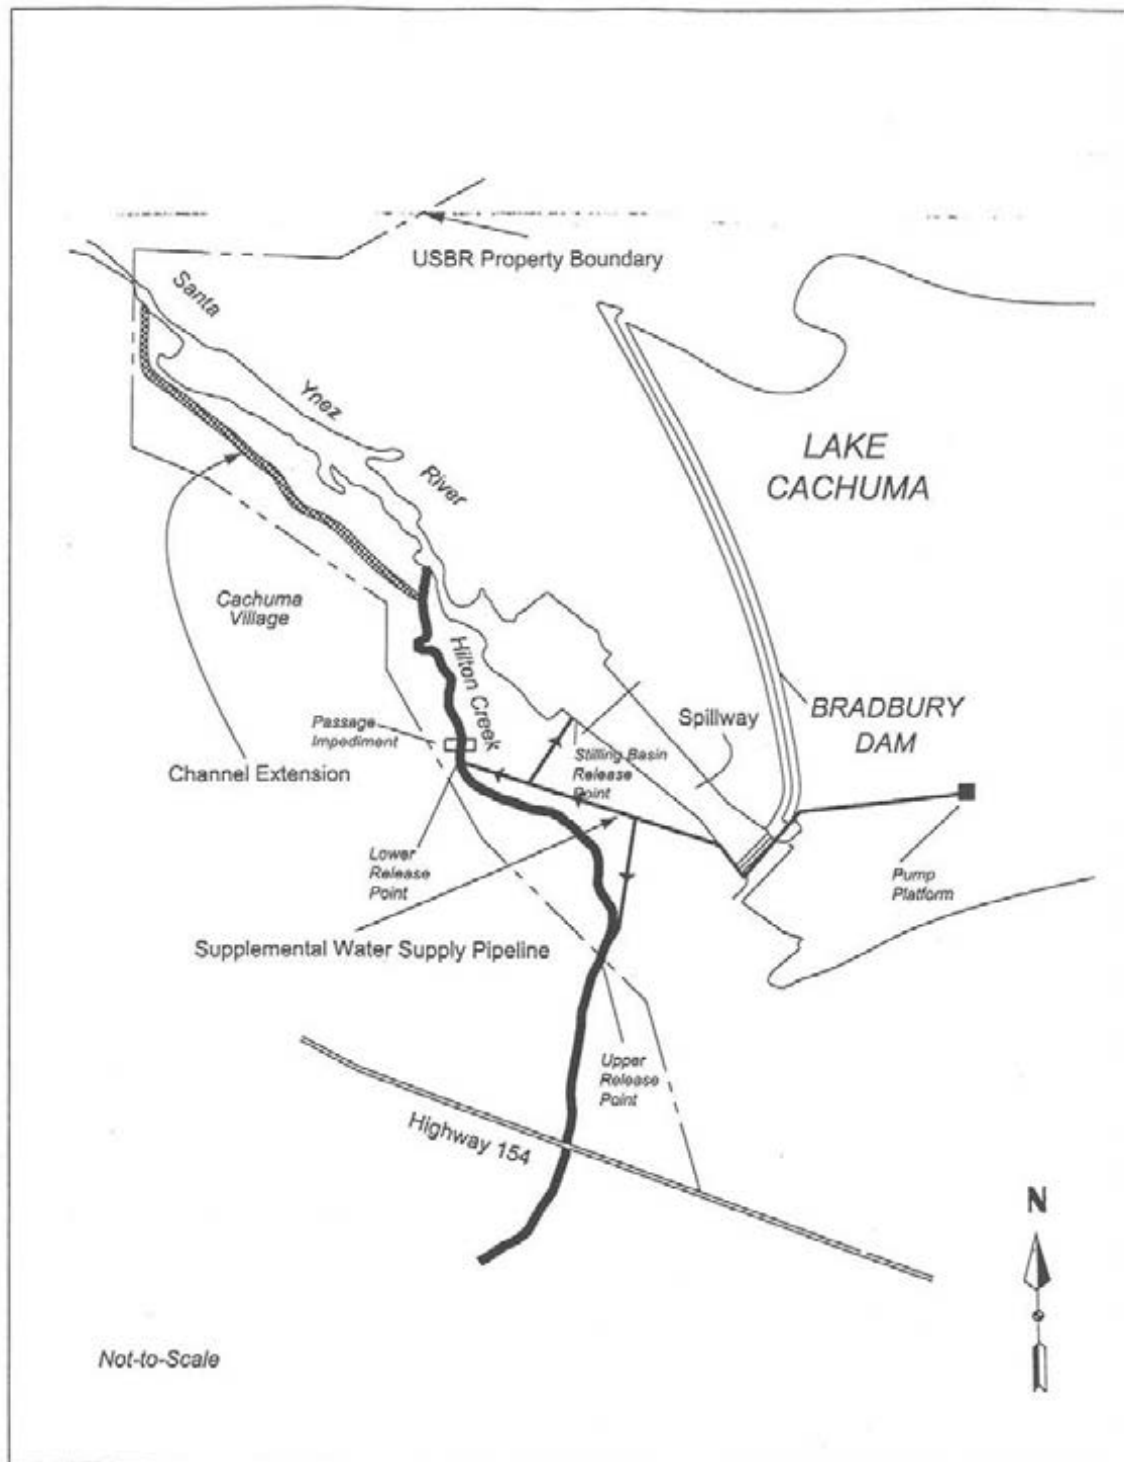 USBR Property Boundary
Santa
Ynez
River
LAKE
CACHUMA
Cachuma
Village
Hilton Creek
Passage
Impediment
Spillway
BRADBURY
DAM
Stilling Basin
Release
Point
Channel Extension
Lower
Release
Point
Pump
Platform
Supplemental Water Supply Pipeline
Upper
Release
Point
Highway 154
N
Not-to-Scale